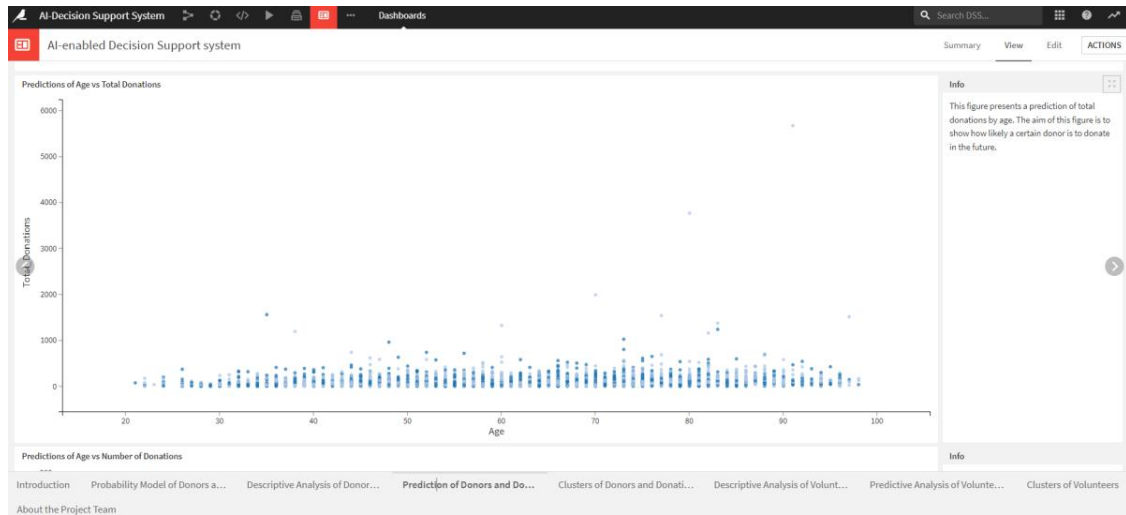 AI-Decision Support System
Dashboards
Search DSS...
AI-enabled Decision Support system
Summary View Edit ACTIONS
Predictions of Age vs Total Donations
Info
This figure presents a prediction of total
donations by age. The aim of this figure is to
show how likely a certain donor is to donate
in the future.
6000
5000
4000
3000
2000
1000
0
Total_Donations
20 30 40 50 60 70 80 90 100
Age
Predictions of Age vs Number of Donations
Info
Introduction Probability Model of Donors a... Descriptive Analysis of Donor... Prediction of Donors and Do... Clusters of Donors and Donati... Descriptive Analysis of Volunt... Predictive Analysis of Volunte... Clusters of Volunteers
About the Project Team